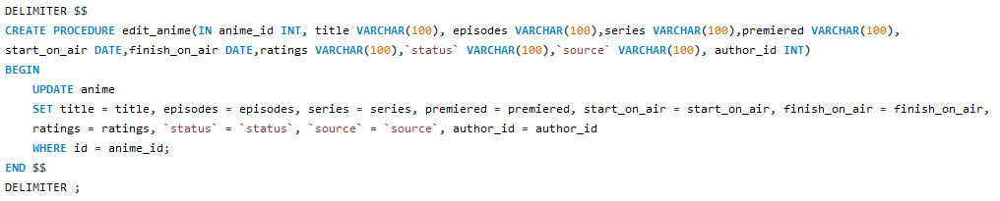 DELIMITER $$
CREATE PROCEDURE edit_anime(IN anime_id INT, title VARCHAR(100), episodes VARCHAR(100),series VARCHAR(100),premiered VARCHAR(100),
start_on_air DATE,finish_on_air DATE,ratings VARCHAR(100),`status` VARCHAR(100),`source` VARCHAR(100), author_id INT)
BEGIN
    UPDATE anime
    SET title = title, episodes = episodes, series = series, premiered = premiered, start_on_air = start_on_air, finish_on_air = finish_on_air,
    ratings = ratings, `status` = `status`, `source` = `source`, author_id = author_id
    WHERE id = anime_id;
END $$
DELIMITER ;